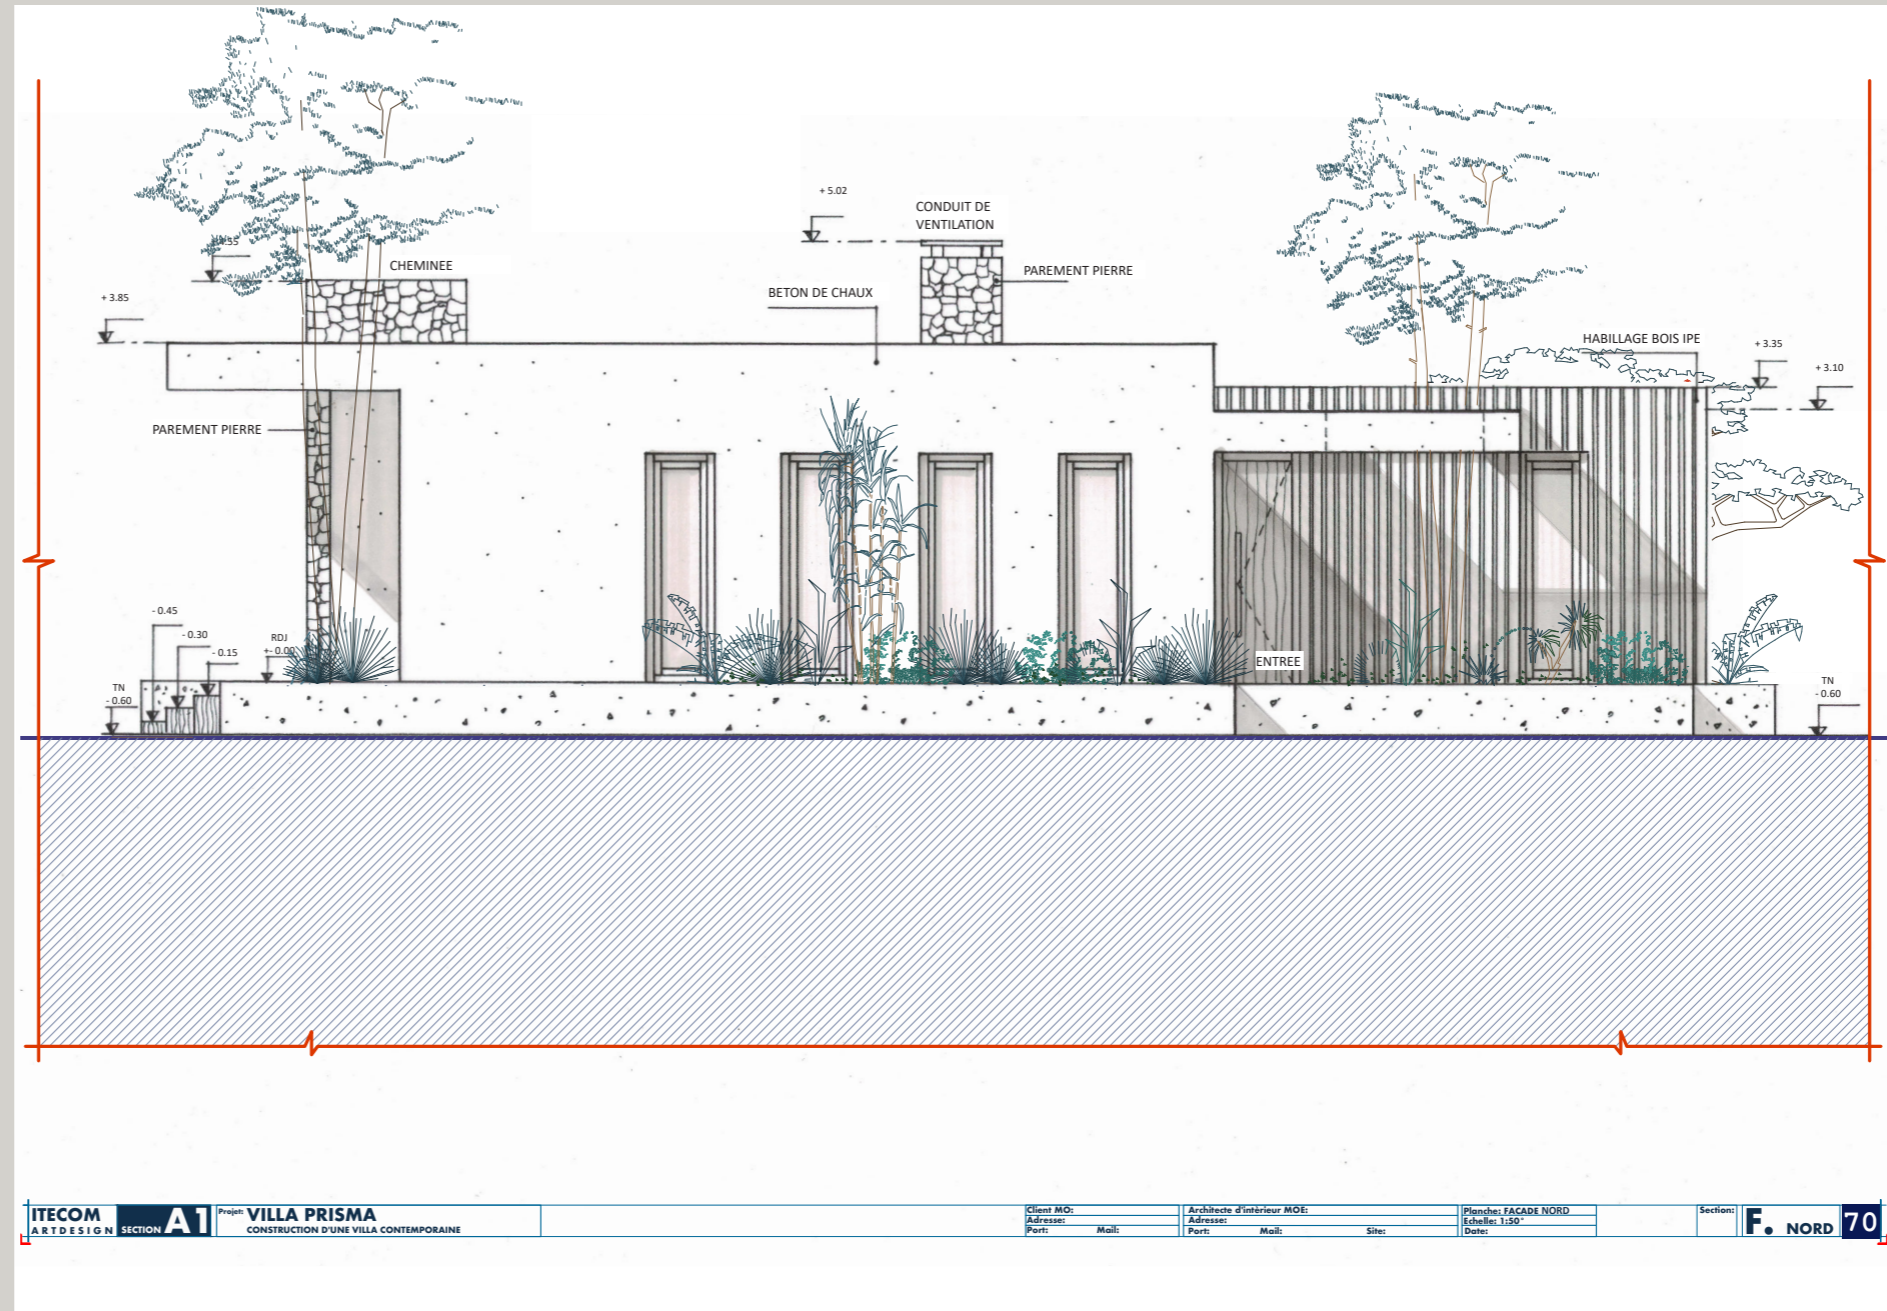 + 5.02
CONDUIT DE
VENTILATION
CHEMINEE
PAREMENT PIERRE
BETON DE CHAUX
+ 3.85
HABILLAGE BOIS IPE
+ 3.35
+ 3.10
PAREMENT PIERRE
- 0.45
- 0.30
- 0.15
RDJ
+- 0.00
TN
- 0.60
ENTREE
TN
- 0.60
ITECOM
ARTDESIGN
SECTION A1
Projet: VILLA PRISMA
CONSTRUCTION D'UNE VILLA CONTEMPORAINE
Client MO:
Adresse:
Port: Mail:
Architecte d'intèrieur MOE:
Adresse:
Port: Mail: Site:
Planche: FACADE NORD
Echelle: 1:50°
Date:
Section:
F. NORD
70